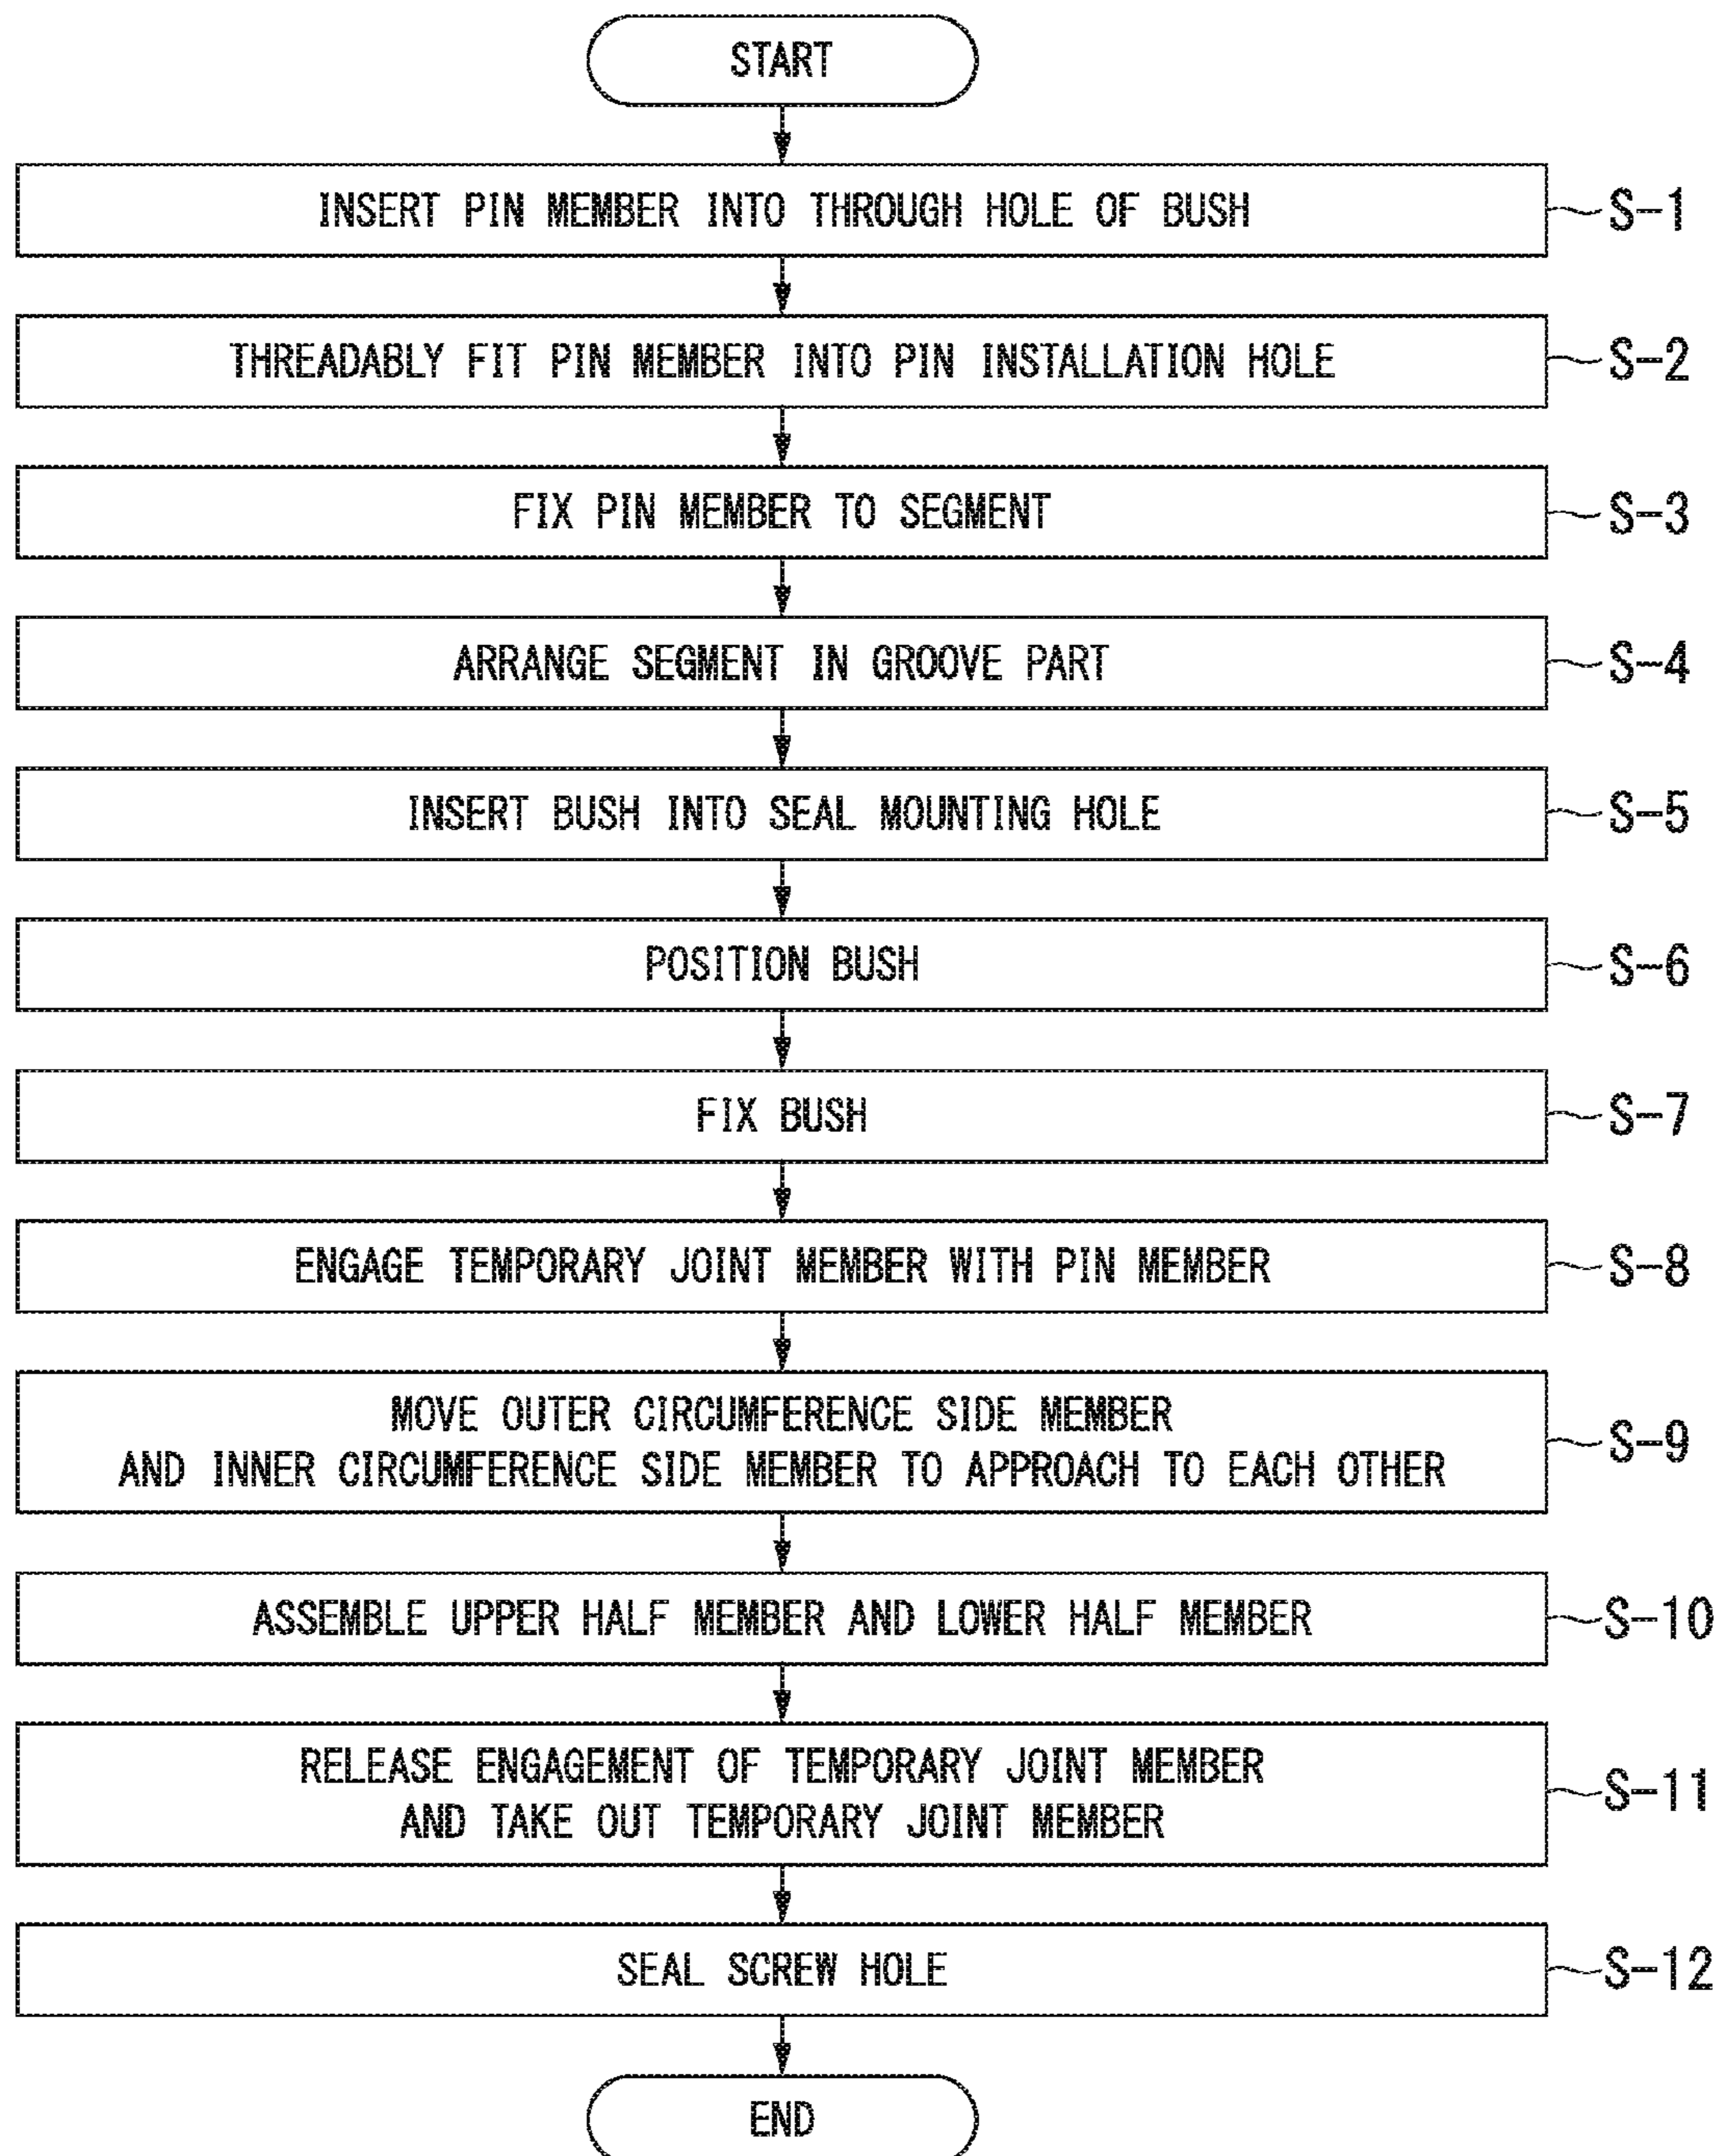 START
INSERT PIN MEMBER INTO THROUGH HOLE OF BUSH
S-1
THREADABLY FIT PIN MEMBER INTO PIN INSTALLATION HOLE
S-2
FIX PIN MEMBER TO SEGMENT
S-3
ARRANGE SEGMENT IN GROOVE PART
S-4
INSERT BUSH INTO SEAL MOUNTING HOLE
S-5
POSITION BUSH
S-6
FIX BUSH
S-7
ENGAGE TEMPORARY JOINT MEMBER WITH PIN MEMBER
S-8
MOVE OUTER CIRCUMFERENCE SIDE MEMBER
AND INNER CIRCUMFERENCE SIDE MEMBER TO APPROACH TO EACH OTHER
S-9
ASSEMBLE UPPER HALF MEMBER AND LOWER HALF MEMBER
S-10
RELEASE ENGAGEMENT OF TEMPORARY JOINT MEMBER
AND TAKE OUT TEMPORARY JOINT MEMBER
S-11
SEAL SCREW HOLE
S-12
END